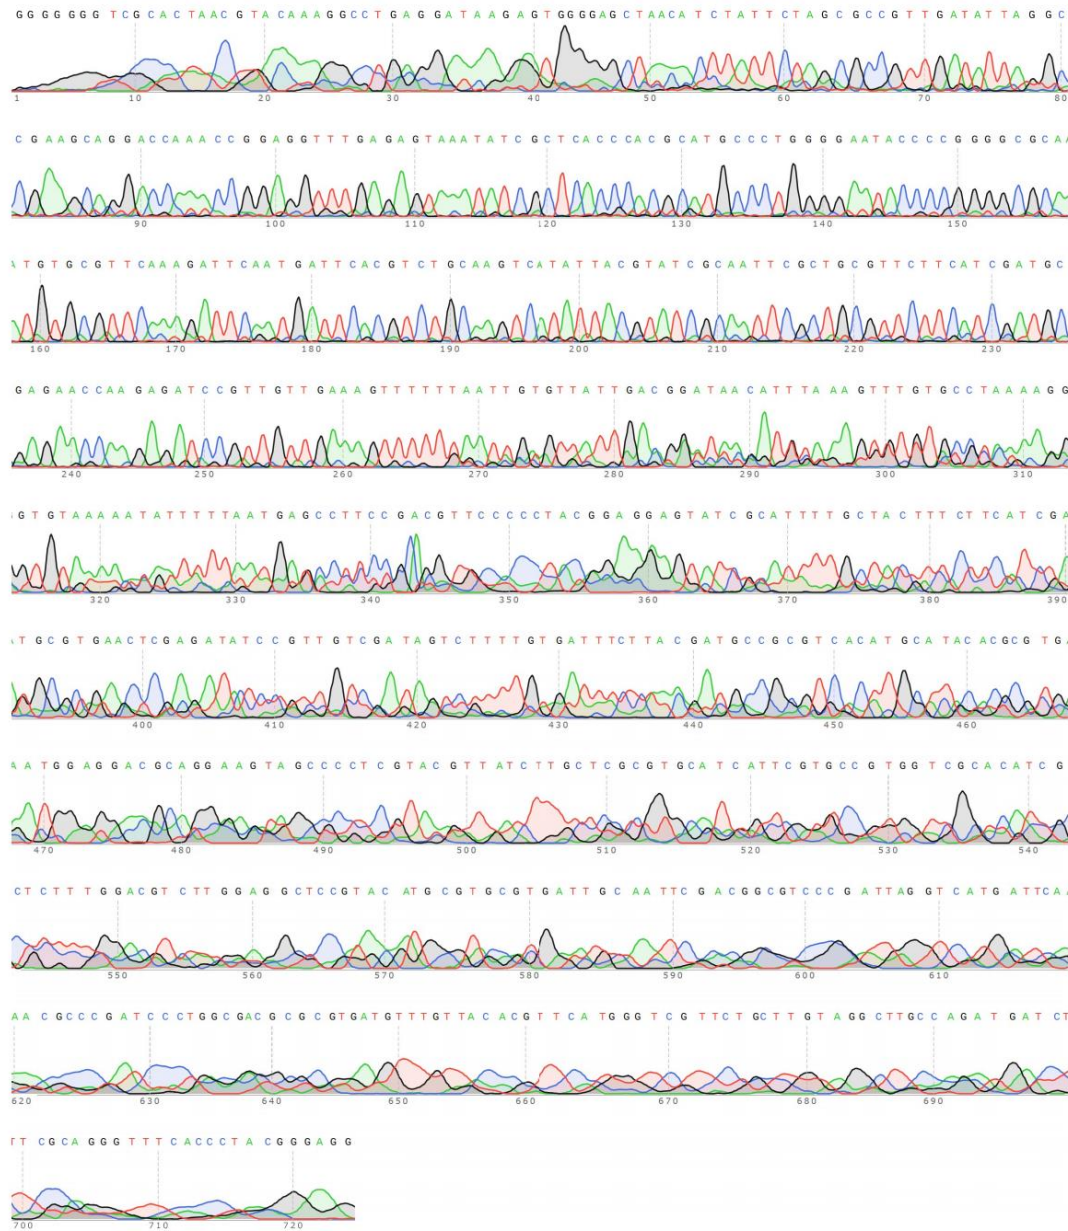 GGGGGGG TCGCACTAACGTACAAAGGCCTGAGGATAAGAGTGGGGAGCTAACATCTATTCTAGCGCCGTTGATATTAGGC
1 10 20 30 40 50 60 70 80
CGAAGCAGGACCAAACCGGAGGTTTGAGAGTAAATATCGCTCACCCACGCATGCCCTGGGGAATACCCCGGGGCGCAA
90 100 110 120 130 140 150
ATGTGCGTTCAAAGATTCAATGATTCACGTCTGCAAGTCATATTACGTATCGCAATTCGCTGCGTTCTTCATCGATGC
160 170 180 190 200 210 220 230
GAGAACCAAGAGATCCGTTGTTGAAAGTTTTTTAATTGTGTTATTGACGGATAACATTTAAAGTTTGTGCCTAAAAGG
240 250 260 270 280 290 300 310
GTGTAAAAATATTTTTAATGAGCCTTCCGACGTTCCCCCTACGGAGGAGTATCGCATTTTGCTACTTTCTTCATCGA
320 330 340 350 360 370 380 390
ATGCGTGAACTCGAGATATCCGTTGTCGATAGTCTTTTGTGATTTCTTACGATGCCGCGTCACATGCATACACGCGTGA
400 410 420 430 440 450 460
AATGGAGGACGCAGGAAGTAGCCCCTCGTACGTTATCTTGCTCGCGTGCATCATTCGTGCCGTGGTCGCACATCG
470 480 490 500 510 520 530 540
CTCTTTGGACGTCTTGGAGGCTCCGTACATGCGTGCGTGATTGCAATTCGACGGCGTCCCGATTAGGTCATGATTCAA
550 560 570 580 590 600 610
AACGCCCGATCCCTGGCGACGCGCGTGATGTTTGTTACACGTTCATGGGTCGTTCTGCTTGTAGGCTTGCCAGATGATCT
620 630 640 650 660 670 680 690
TTCGCAGGGTTTCACCCTACGGGAGG
700 710 720